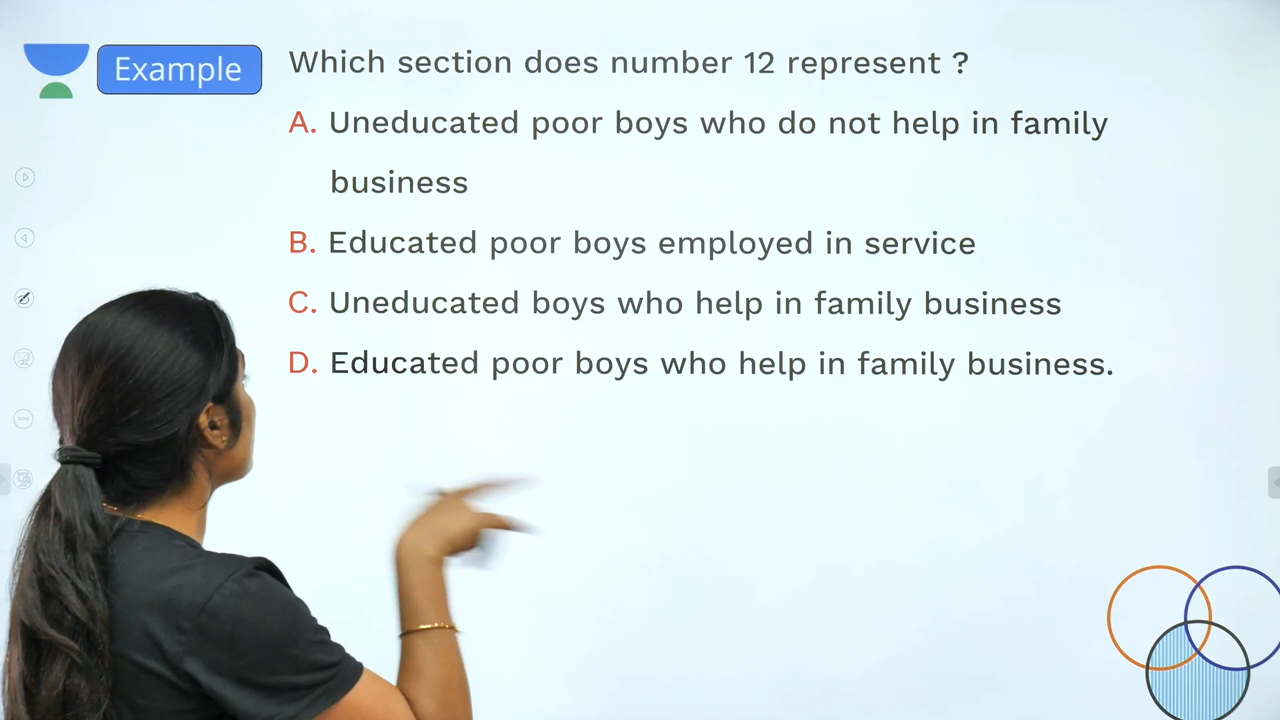 Example
Which section does number 12 represent ?
A. Uneducated poor boys who do not help in family
business
B. Educated poor boys employed in service
C. Uneducated boys who help in family business
D. Educated poor boys who help in family business.